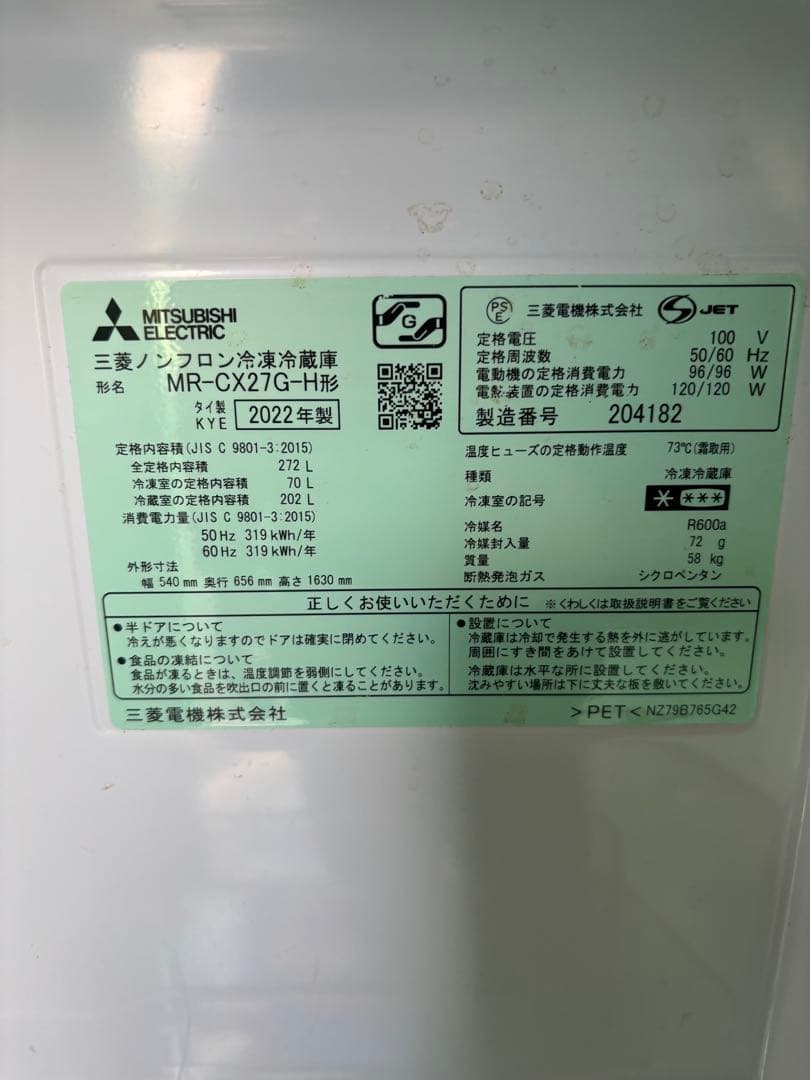 MITSUBISHI
ELECTRIC
G
三菱ノンフロン冷凍冷蔵庫
形名 MR-CX27G-H形
タイ製
KYE 2022年製
PSE 三菱電機株式会社 S JET
定格電圧 100 V
定格周波数 50/60 Hz
電動機の定格消費電力 96/96 W
電熱装置の定格消費電力 120/120 W
製造番号 204182
定格内容積(JIS C 9801-3:2015)
全定格内容積 272 L
冷凍室の定格内容積 70 L
冷蔵室の定格内容積 202 L
消費電力量(JIS C 9801-3:2015)
50Hz 319kWh/年
60Hz 319kWh/年
外形寸法
幅 540mm 奥行 656mm 高さ 1630mm
温度ヒューズの定格動作温度 73℃(霜取用)
種類 冷凍冷蔵庫
冷凍室の記号 * ***
冷媒名 R600a
冷媒封入量 72 g
質量 58 kg
断熱発泡ガス シクロペンタン
正しくお使いいただくために ※くわしくは取扱説明書をご覧ください
●半ドアについて
冷えが悪くなりますのでドアは確実に閉めてください。
●食品の凍結について
食品が凍るときは、温度調節を弱側にしてください。
水分の多い食品を吹出口の前に置くと凍ることがあります。
●設置について
冷蔵庫は冷却で発生する熱を外に逃がしています。
周囲にすき間をあけて設置してください。
冷蔵庫は水平な所に設置してください。
沈みやすい場所は下に丈夫な板を敷いてください。
三菱電機株式会社
>PET< NZ79B765G42